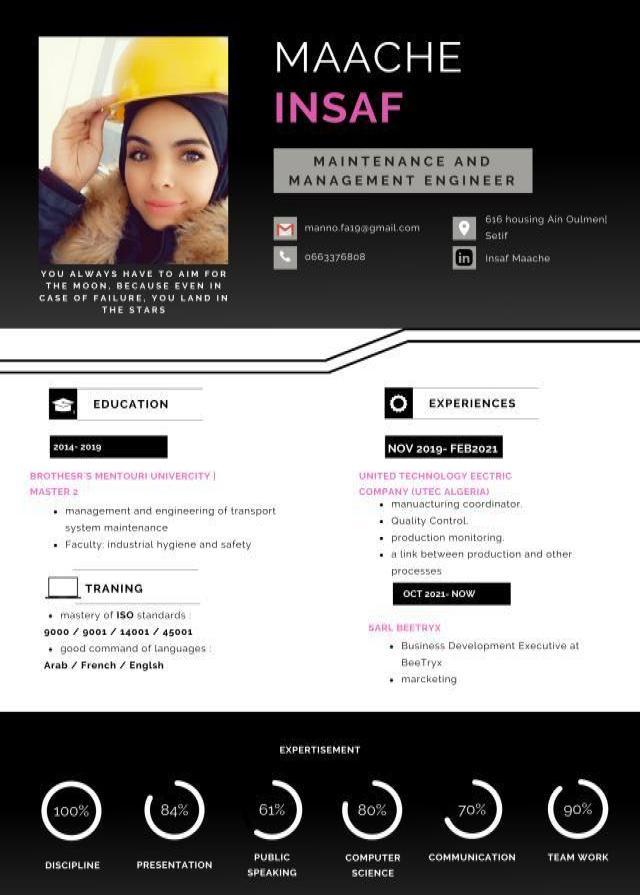 MAACHE
INSAF
MAINTENANCE AND
MANAGEMENT ENGINEER
manno.fa19@gmail.com
616 housing Ain Oulmen|
Setif
0663376808
Insaf Maache
YOU ALWAYS HAVE TO AIM FOR
THE MOON, BECAUSE EVEN IN
CASE OF FAILURE, YOU LAND IN
THE STARS
EDUCATION
2014- 2019
BROTHESR'S MENTOURI UNIVERCITY |
MASTER 2
• management and engineering of transport
system maintenance
• Faculty: industrial hygiene and safety
TRANING
• mastery of ISO standards :
9000 / 9001 / 14001 / 45001
• good command of languages :
Arab / French / Englsh
EXPERIENCES
NOV 2019- FEB2021
UNITED TECHNOLOGY EECTRIC
COMPANY (UTEC ALGERIA)
• manuacturing coordinator.
• Quality Control.
• production monitoring.
• a link between production and other
processes
OCT 2021- NOW
SARL BEETRYX
• Business Development Executive at
BeeTryx
• marcketing
EXPERTISEMENT
100%
84%
61%
80%
70%
90%
DISCIPLINE
PRESENTATION
PUBLIC
SPEAKING
COMPUTER
SCIENCE
COMMUNICATION
TEAM WORK